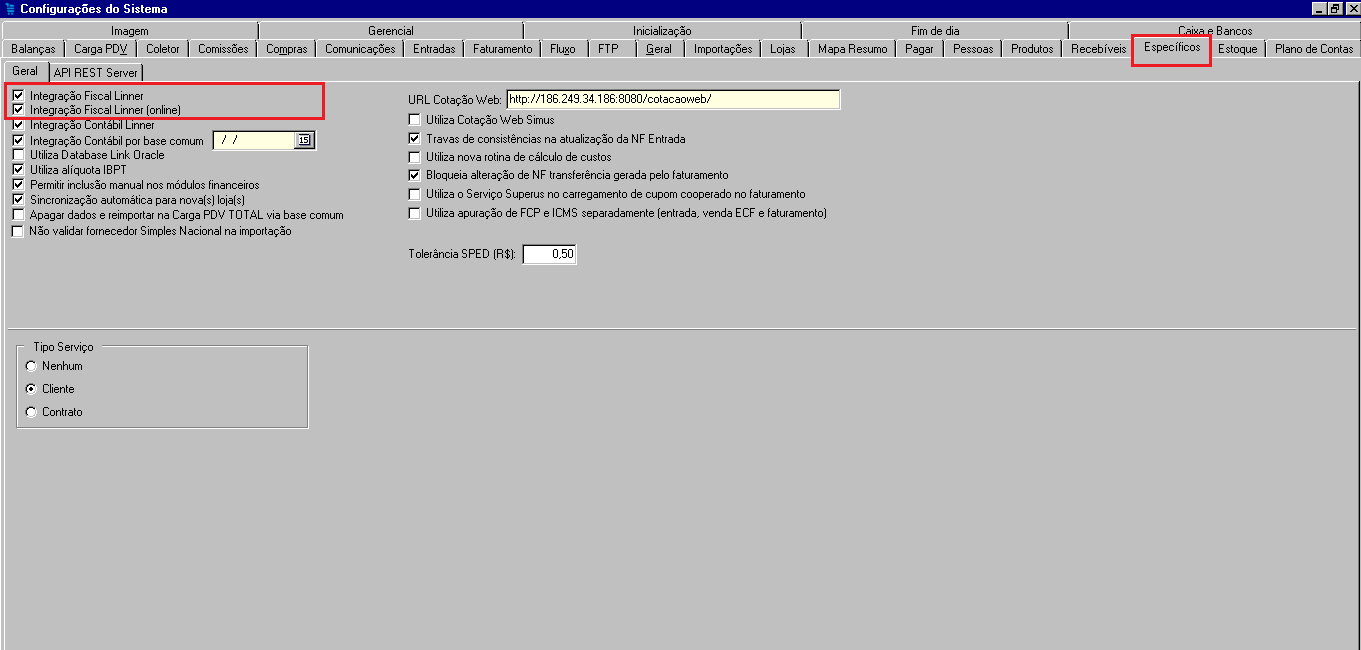 Configurações do Sistema
Imagem Gerencial Inicialização Fim de dia Caixa e Bancos
Balanças Carga PDV Coletor Comissões Compras Comunicações Entradas Faturamento Fluxo FTP Geral Importações Lojas Mapa Resumo Pagar Pessoas Produtos Recebíveis Específicos Estoque Plano de Contas
Geral API REST Server
Integração Fiscal Linner
Integração Fiscal Linner (online)
Integração Contábil Linner
Integração Contábil por base comum / / 15
Utiliza Database Link Oracle
Utiliza alíquota IBPT
Permitir inclusão manual nos módulos financeiros
Sincronização automática para nova(s) loja(s)
Apagar dados e reimportar na Carga PDV TOTAL via base comum
Não validar fornecedor Simples Nacional na importação
URL Cotação Web: http://186.249.34.186:8080/cotacaoweb/
Utiliza Cotação Web Simus
Travas de consistências na atualização da NF Entrada
Utiliza nova rotina de cálculo de custos
Bloqueia alteração de NF transferência gerada pelo faturamento
Utiliza o Serviço Superus no carregamento de cupom cooperado no faturamento
Utiliza apuração de FCP e ICMS separadamente (entrada, venda ECF e faturamento)
Tolerância SPED (R$): 0,50
Tipo Serviço
Nenhum
Cliente
Contrato